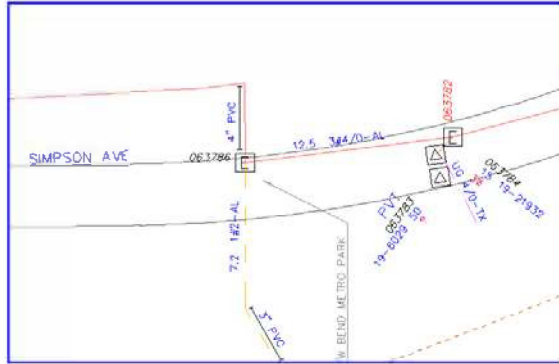 063782
4" PVC
12.5 3#4/0-AL
SIMPSON AVE
063786
UG 4/0-TX
063784
19-21932
PVT
063783
19-8029
7.2 1#2-AL
W BEND METRO PARK
3" PVC